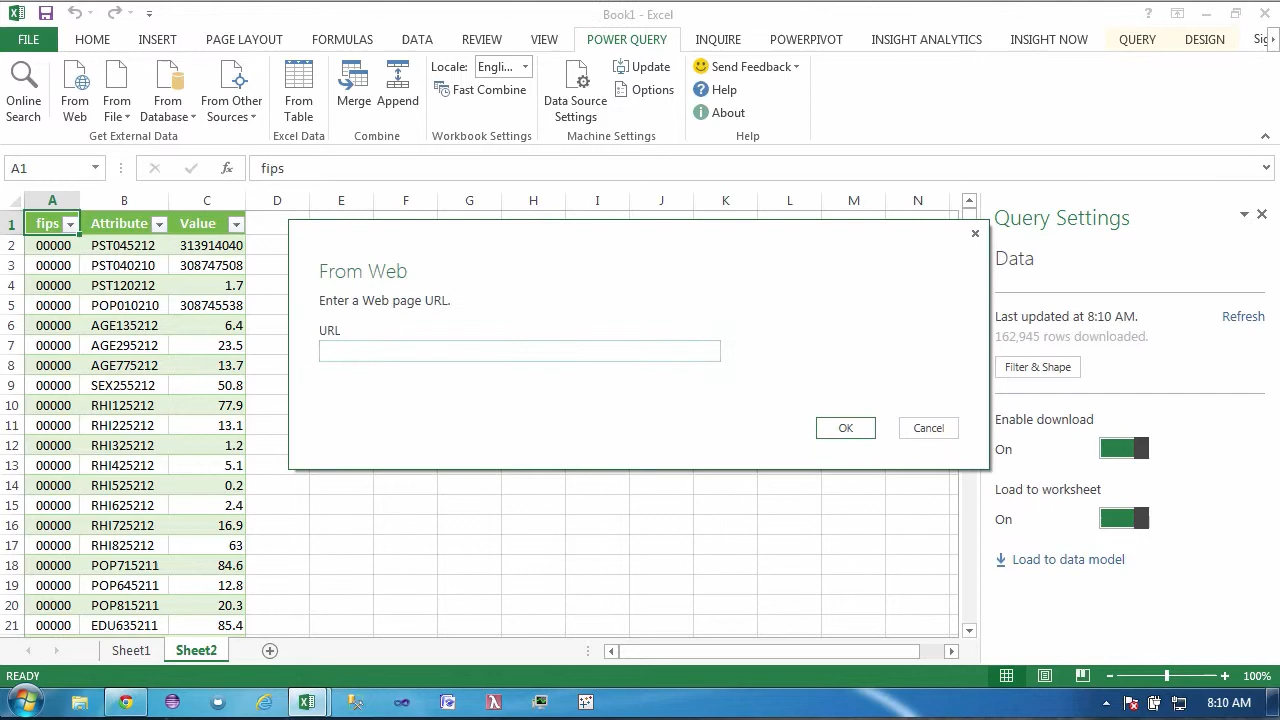 Book1 - Excel
FILE HOME INSERT PAGE LAYOUT FORMULAS DATA REVIEW VIEW POWER QUERY INQUIRE POWERPIVOT INSIGHT ANALYTICS INSIGHT NOW QUERY DESIGN Sig
Online Search
From Web
From File
From Database
From Other Sources
Get External Data
From Table
Excel Data
Merge
Append
Combine
Locale: Engli...
Fast Combine
Workbook Settings
Data Source Settings
Update
Options
Machine Settings
Send Feedback
Help
About
Help
A1 fx fips
A B C D E F G H I J K L M N
1 fips Attribute Value
2 00000 PST045212 313914040
3 00000 PST040210 308747508
4 00000 PST120212 1.7
5 00000 POP010210 308745538
6 00000 AGE135212 6.4
7 00000 AGE295212 23.5
8 00000 AGE775212 13.7
9 00000 SEX255212 50.8
10 00000 RHI125212 77.9
11 00000 RHI225212 13.1
12 00000 RHI325212 1.2
13 00000 RHI425212 5.1
14 00000 RHI525212 0.2
15 00000 RHI625212 2.4
16 00000 RHI725212 16.9
17 00000 RHI825212 63
18 00000 POP715211 84.6
19 00000 POP645211 12.8
20 00000 POP815211 20.3
21 00000 EDU635211 85.4
From Web
Enter a Web page URL.
URL
OK Cancel
Query Settings
Data
Last updated at 8:10 AM. Refresh
162,945 rows downloaded.
Filter & Shape
Enable download
On
Load to worksheet
On
Load to data model
Sheet1 Sheet2
READY 100%
8:10 AM